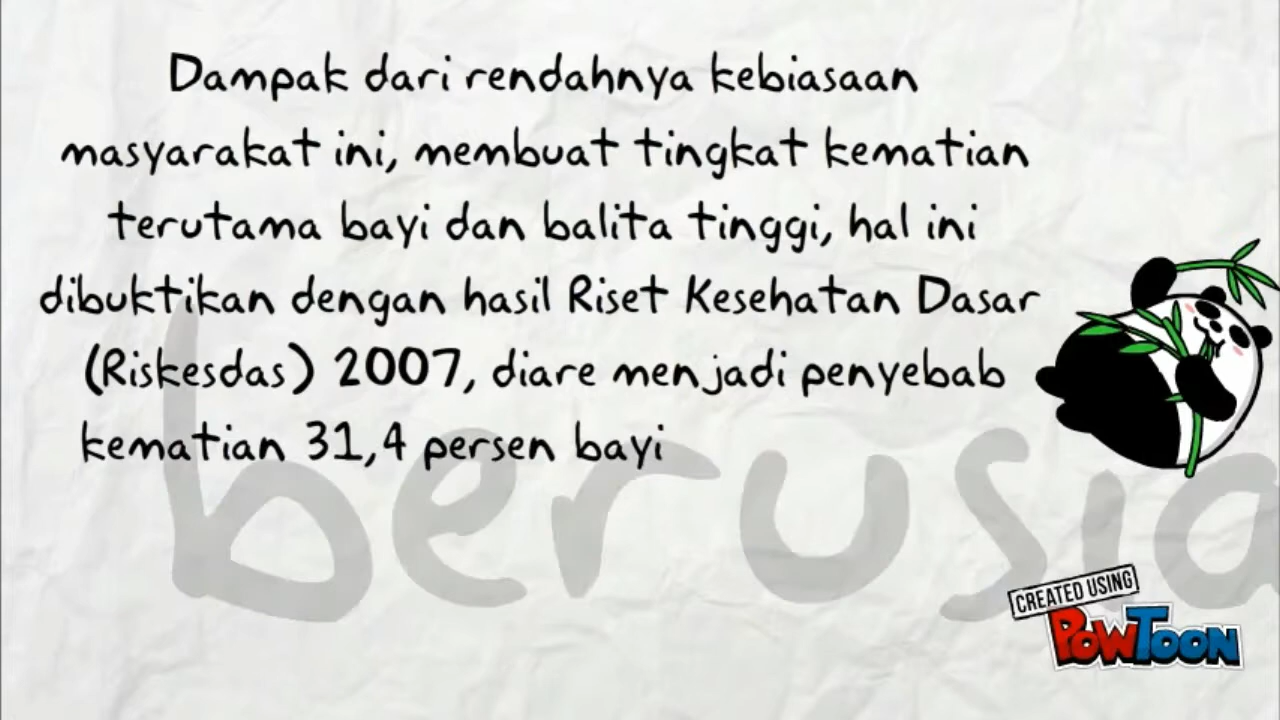 Dampak dari rendahnya kebiasaan
masyarakat ini, membuat tingkat kematian
terutama bayi dan balita tinggi, hal ini
dibuktikan dengan hasil Riset Kesehatan Dasar
(Riskesdas) 2007, diare menjadi penyebab
kematian 31,4 persen bayi
berusia
CREATED USING
POWTOON